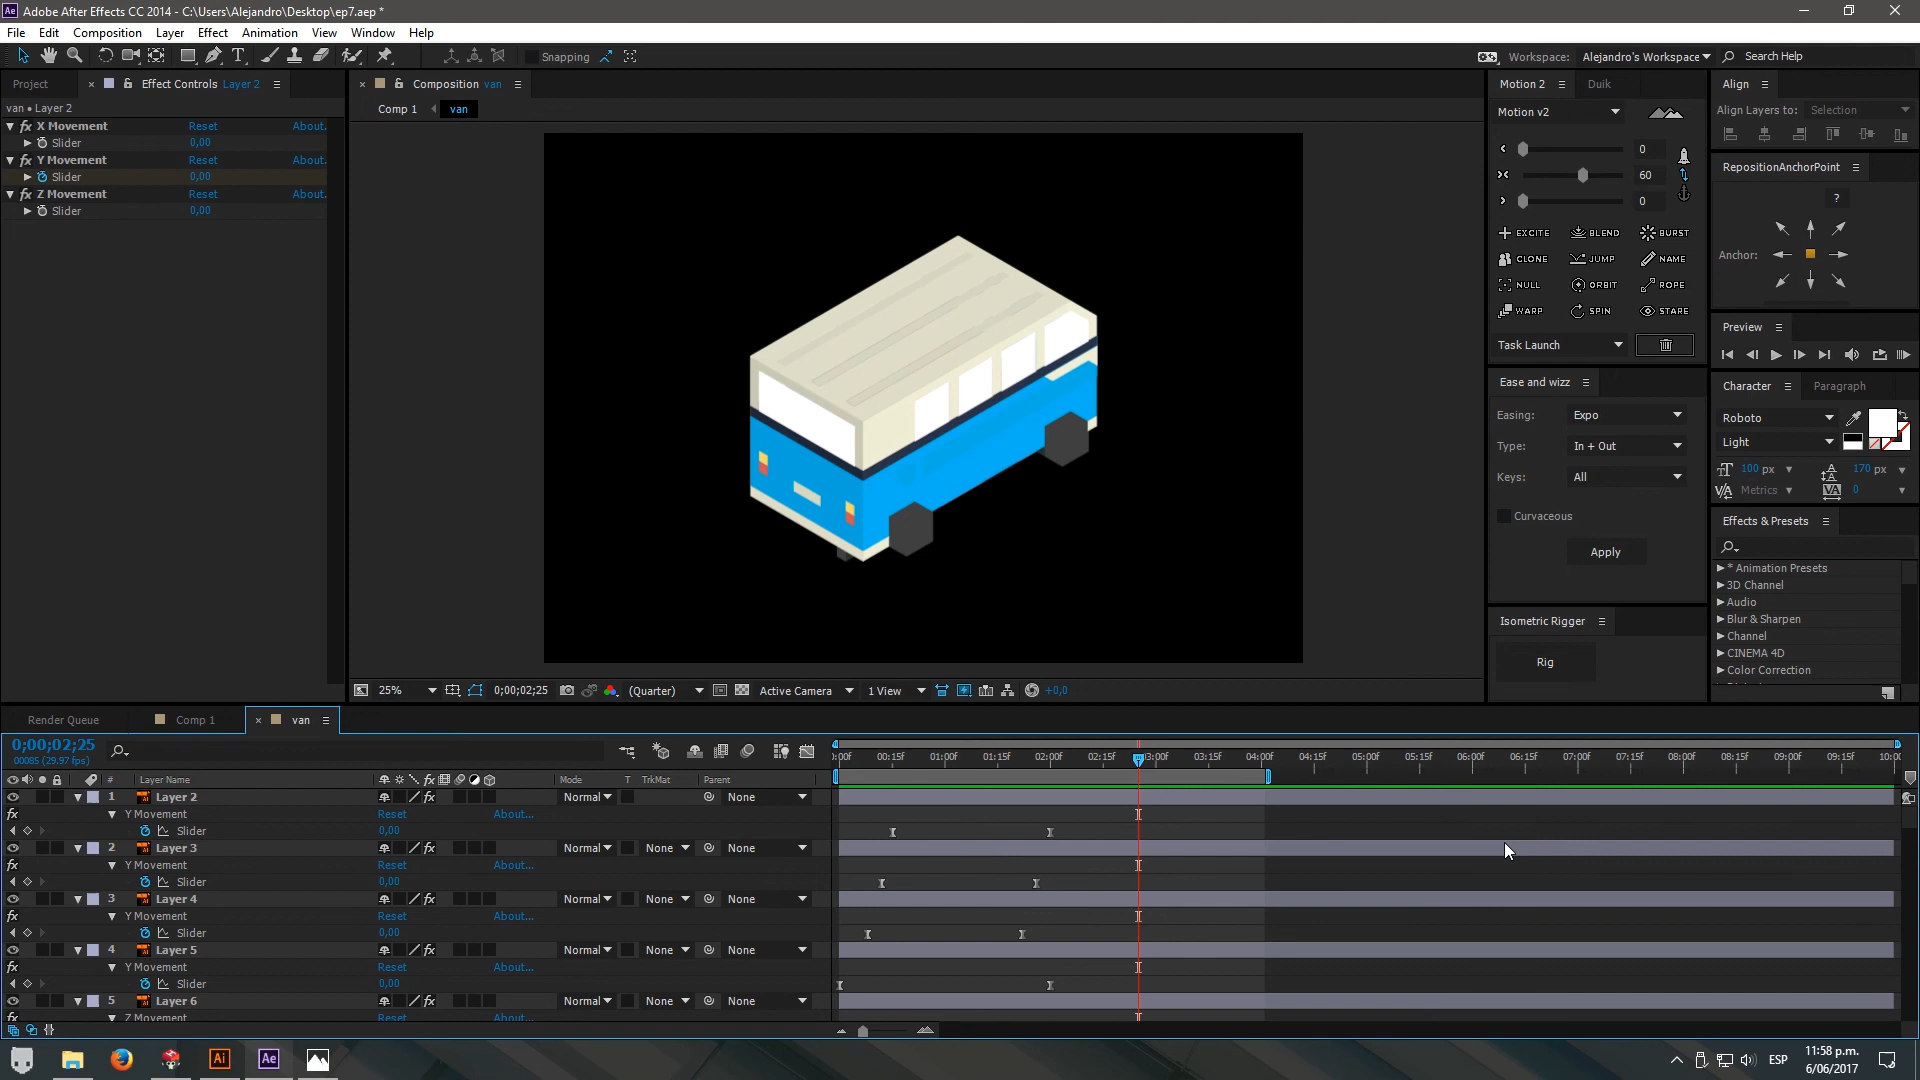 Adobe After Effects CC 2014 - C:\Users\Alejandro\Desktop\ep7.aep *
File Edit Composition Layer Effect Animation View Window Help
Snapping
Workspace: Alejandro's Workspace Search Help
Project Effect Controls Layer 2
van • Layer 2
X Movement Reset About.
Slider 0,00
Y Movement Reset About.
Slider 0,00
Z Movement Reset About.
Slider 0,00
Composition van
Comp 1 van
25% 0;00;02;25 (Quarter) Active Camera 1 View +0,0
Motion 2 Duik
Motion v2
0
60
0
EXCITE BLEND BURST
CLONE JUMP NAME
NULL ORBIT ROPE
WARP SPIN STARE
Task Launch
Ease and wizz
Easing: Expo
Type: In + Out
Keys: All
Curvaceous
Apply
Isometric Rigger
Rig
Align
Align Layers to: Selection
RepositionAnchorPoint
?
Anchor:
Preview
Character Paragraph
Roboto
Light
100 px 170 px
Metrics 0
Effects & Presets
* Animation Presets
3D Channel
Audio
Blur & Sharpen
Channel
CINEMA 4D
Color Correction
Render Queue Comp 1 van
0;00;02;25
00085 (29.97 fps)
:00f 00:15f 01:00f 01:15f 02:00f 02:15f 3:00f 03:15f 04:00f 04:15f 05:00f 05:15f 06:00f 06:15f 07:00f 07:15f 08:00f 08:15f 09:00f 09:15f 10:0
# Layer Name Mode T TrkMat Parent
1 Layer 2 Normal None
Y Movement Reset About...
Slider 0,00
2 Layer 3 Normal None None
Y Movement Reset About...
Slider 0,00
3 Layer 4 Normal None None
Y Movement Reset About...
Slider 0,00
4 Layer 5 Normal None None
Y Movement Reset About...
Slider 0,00
5 Layer 6 Normal None None
Z Movement Reset About...
Ai Ae
ESP
11:58 p.m.
6/06/2017